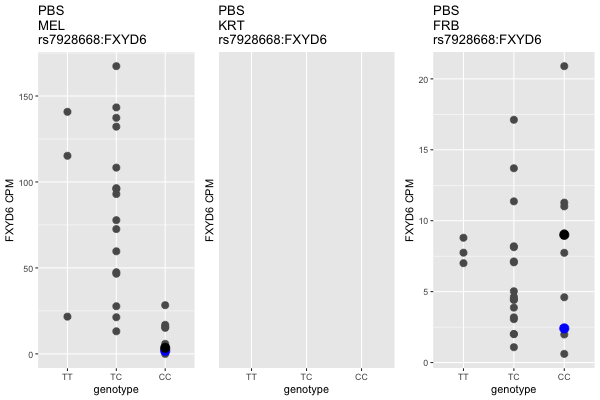 PBS
MEL
rs7928668:FXYD6
FXYD6 CPM
150
100
50
0
TT TC CC
genotype
PBS
KRT
rs7928668:FXYD6
FXYD6 CPM
TT TC CC
genotype
PBS
FRB
rs7928668:FXYD6
FXYD6 CPM
20
15
10
5
0
TT TC CC
genotype